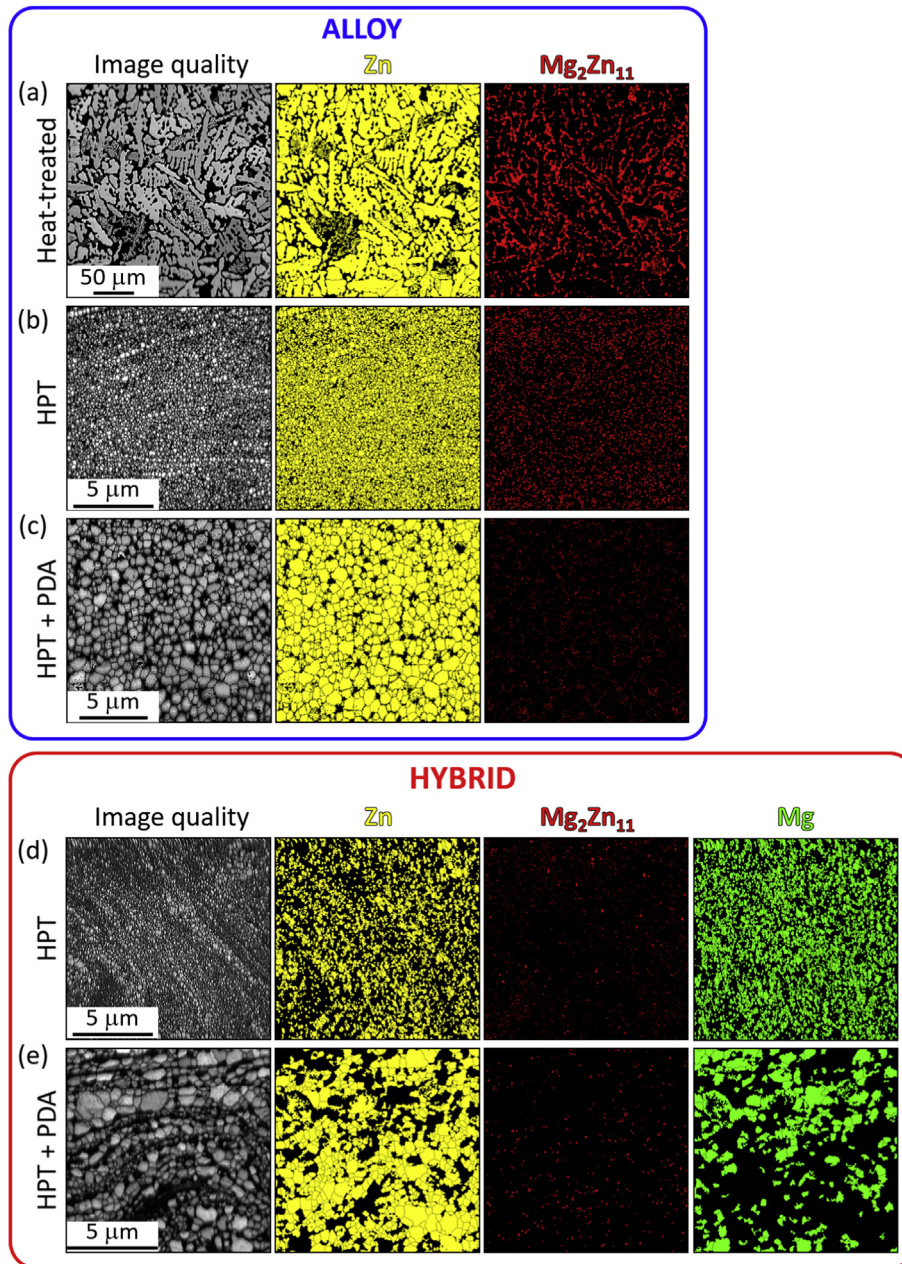 ALLOY
Image quality Zn Mg₂Zn₁₁
(a) Heat-treated
50 μm
(b) HPT
5 μm
(c) HPT + PDA
5 μm
HYBRID
Image quality Zn Mg₂Zn₁₁ Mg
(d) HPT
5 μm
(e) HPT + PDA
5 μm